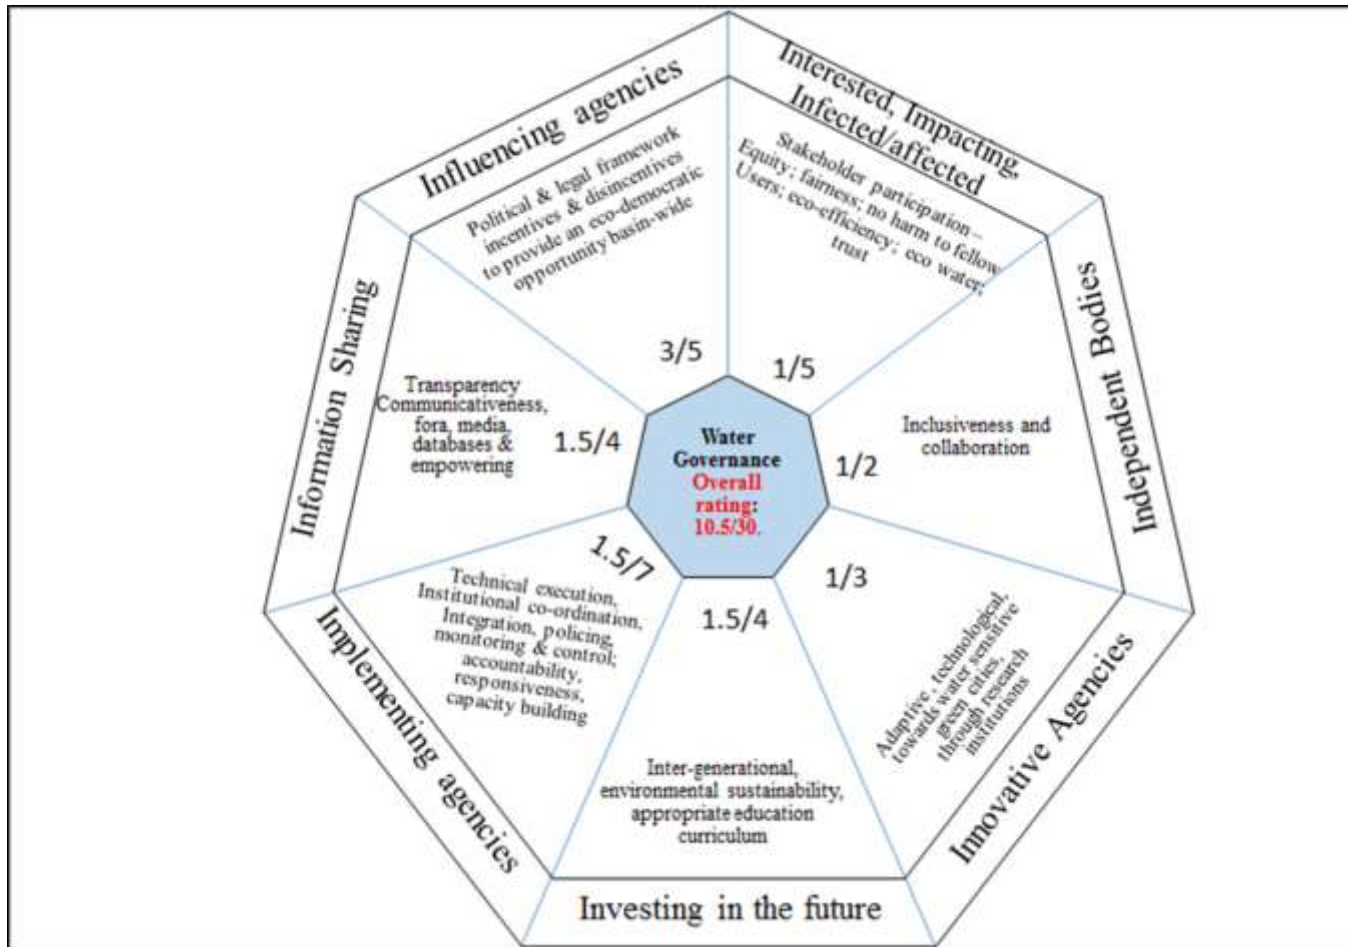 Influencing agencies
Political & legal framework
incentives & disincentives
to provide an eco-democratic
opportunity basin-wide
3/5
Interested, Impacting,
Infected/affected
Stakeholder participation –
Equity; fairness; no harm to fellow
Users; eco-efficiency; eco water;
trust
1/5
Independent Bodies
Inclusiveness and
collaboration
1/2
Innovative Agencies
Adaptive , technological,
towards water sensitive
green cities,
through research
institutions
1/3
Investing in the future
Inter-generational,
environmental sustainability,
appropriate education
curriculum
1.5/4
Implementing agencies
Technical execution,
Institutional co-ordination,
Integration, policing,
monitoring & control;
accountability,
responsiveness,
capacity building
1.5/7
Information Sharing
Transparency
Communicativeness,
fora, media,
databases &
empowering
1.5/4
Water
Governance
Overall
rating:
10.5/30.